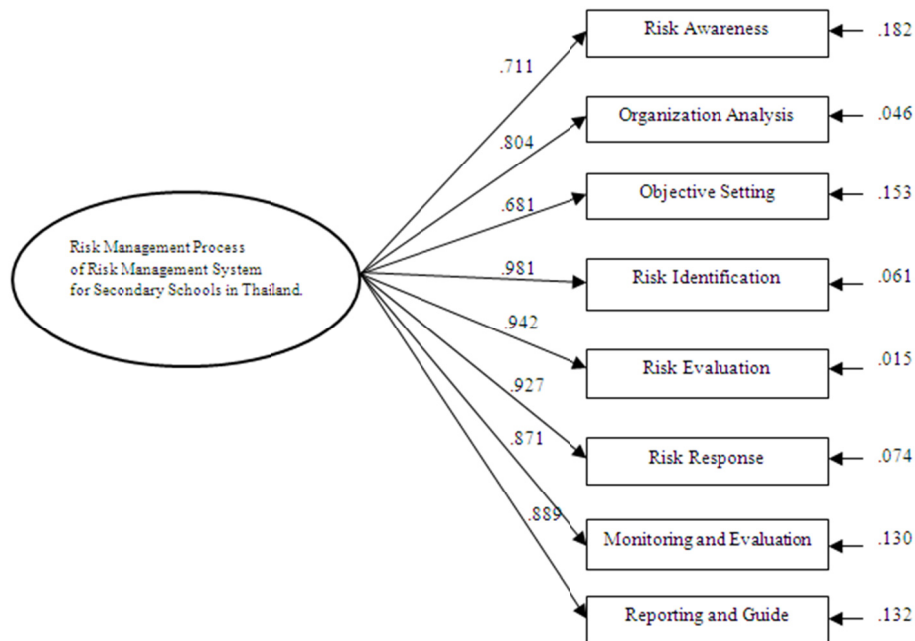 Risk Awareness
.182
.711
Organization Analysis
.046
.804
Objective Setting
.153
.681
Risk Management Process
of Risk Management System
for Secondary Schools in Thailand.
.981
Risk Identification
.061
.942
Risk Evaluation
.015
.927
Risk Response
.074
.871
Monitoring and Evaluation
.130
.889
Reporting and Guide
.132